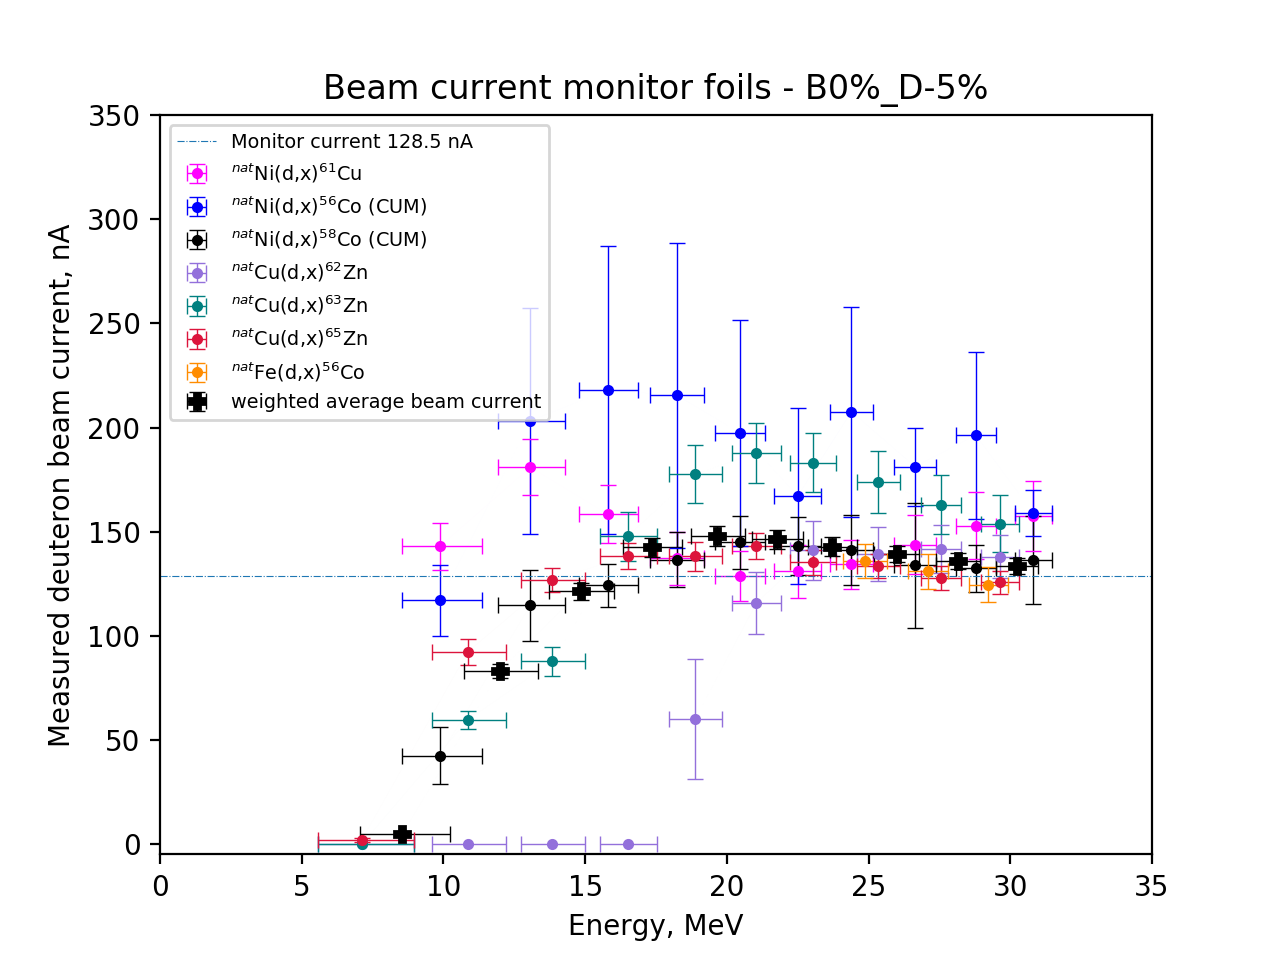 Beam current monitor foils - B0%_D-5%
Measured deuteron beam current, nA
350
300
250
200
150
100
50
0
Monitor current 128.5 nA
ⁿᵃᵗNi(d,x)⁶¹Cu
ⁿᵃᵗNi(d,x)⁵⁶Co (CUM)
ⁿᵃᵗNi(d,x)⁵⁸Co (CUM)
ⁿᵃᵗCu(d,x)⁶²Zn
ⁿᵃᵗCu(d,x)⁶³Zn
ⁿᵃᵗCu(d,x)⁶⁵Zn
ⁿᵃᵗFe(d,x)⁵⁶Co
weighted average beam current
0 5 10 15 20 25 30 35
Energy, MeV